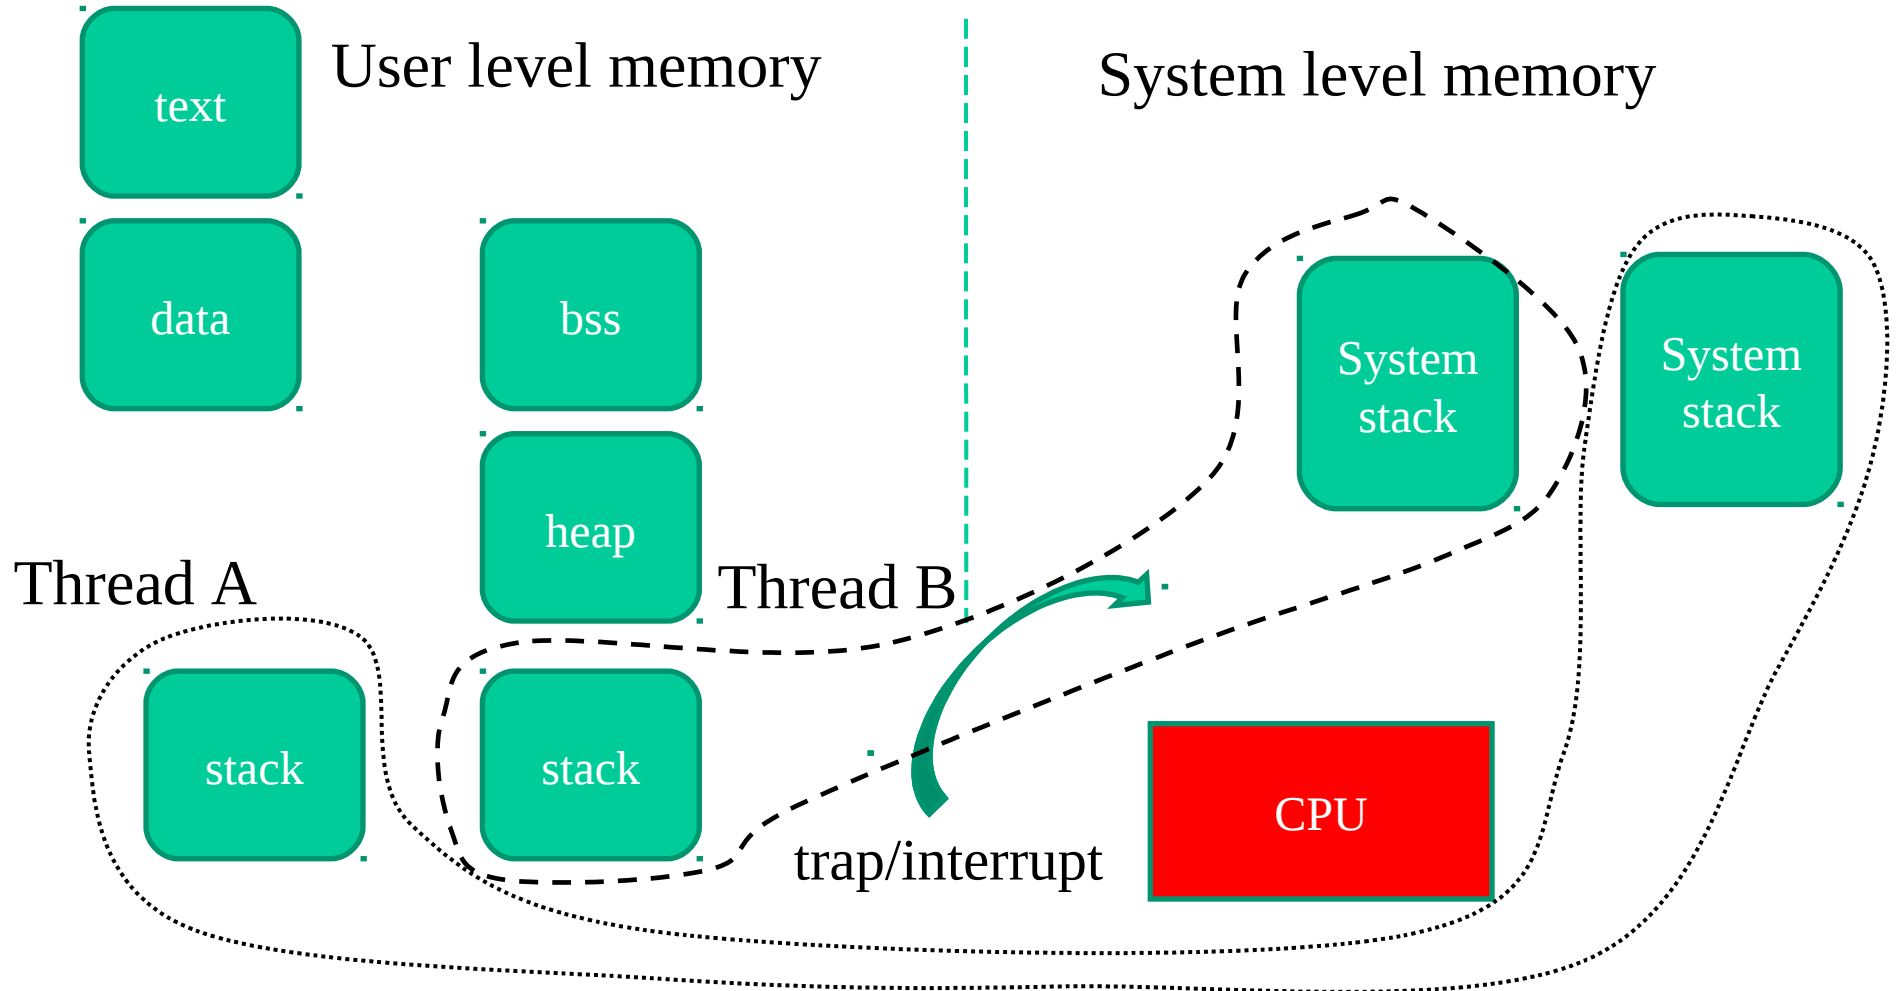 User level memory
System level memory
text
data
bss
System
stack
System
stack
heap
Thread A
Thread B
stack
stack
CPU
trap/interrupt